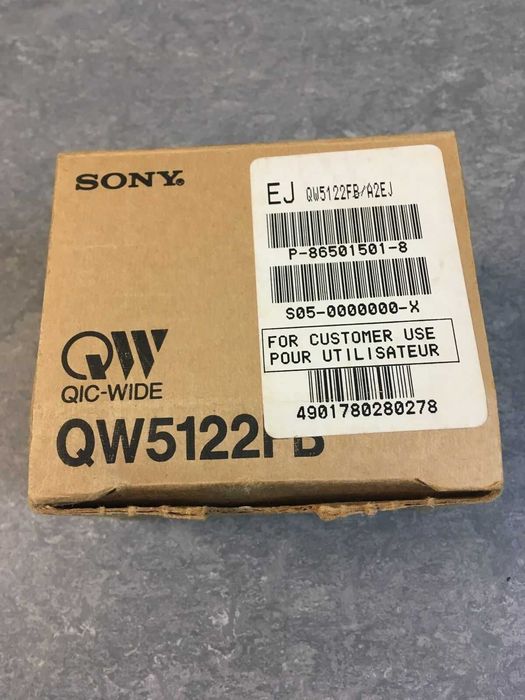 SONY®
EJ QW5122FB/A2EJ
P-86501501-8
S05-0000000-X
FOR CUSTOMER USE
POUR UTILISATEUR
4901780280278
QW
QIC-WIDE
QW5122FB